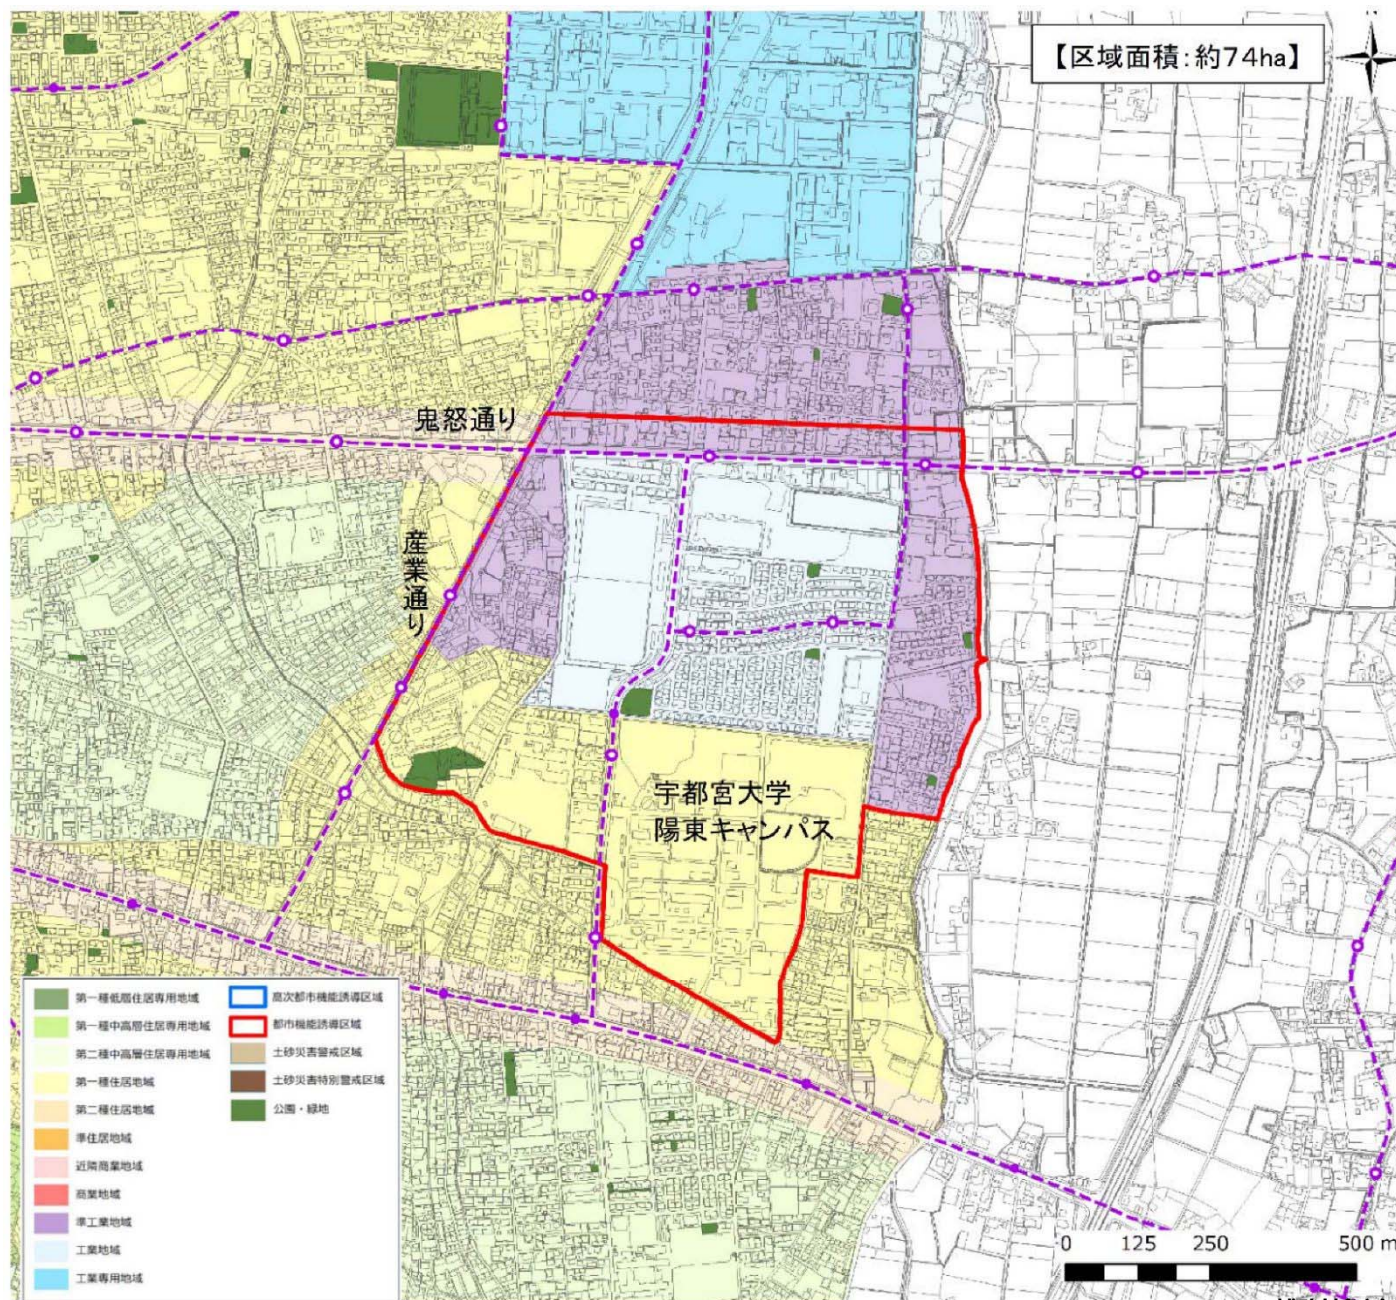 【区域面積:約74ha】
鬼怒通り
産業通り
宇都宮大学
陽東キャンパス
第一種低層住居専用地域
第一種中高層住居専用地域
第二種中高層住居専用地域
第一種住居地域
第二種住居地域
準住居地域
近隣商業地域
商業地域
準工業地域
工業地域
工業専用地域
高次都市機能誘導区域
都市機能誘導区域
土砂災害警戒区域
土砂災害特別警戒区域
公園・緑地
0 125 250 500 m